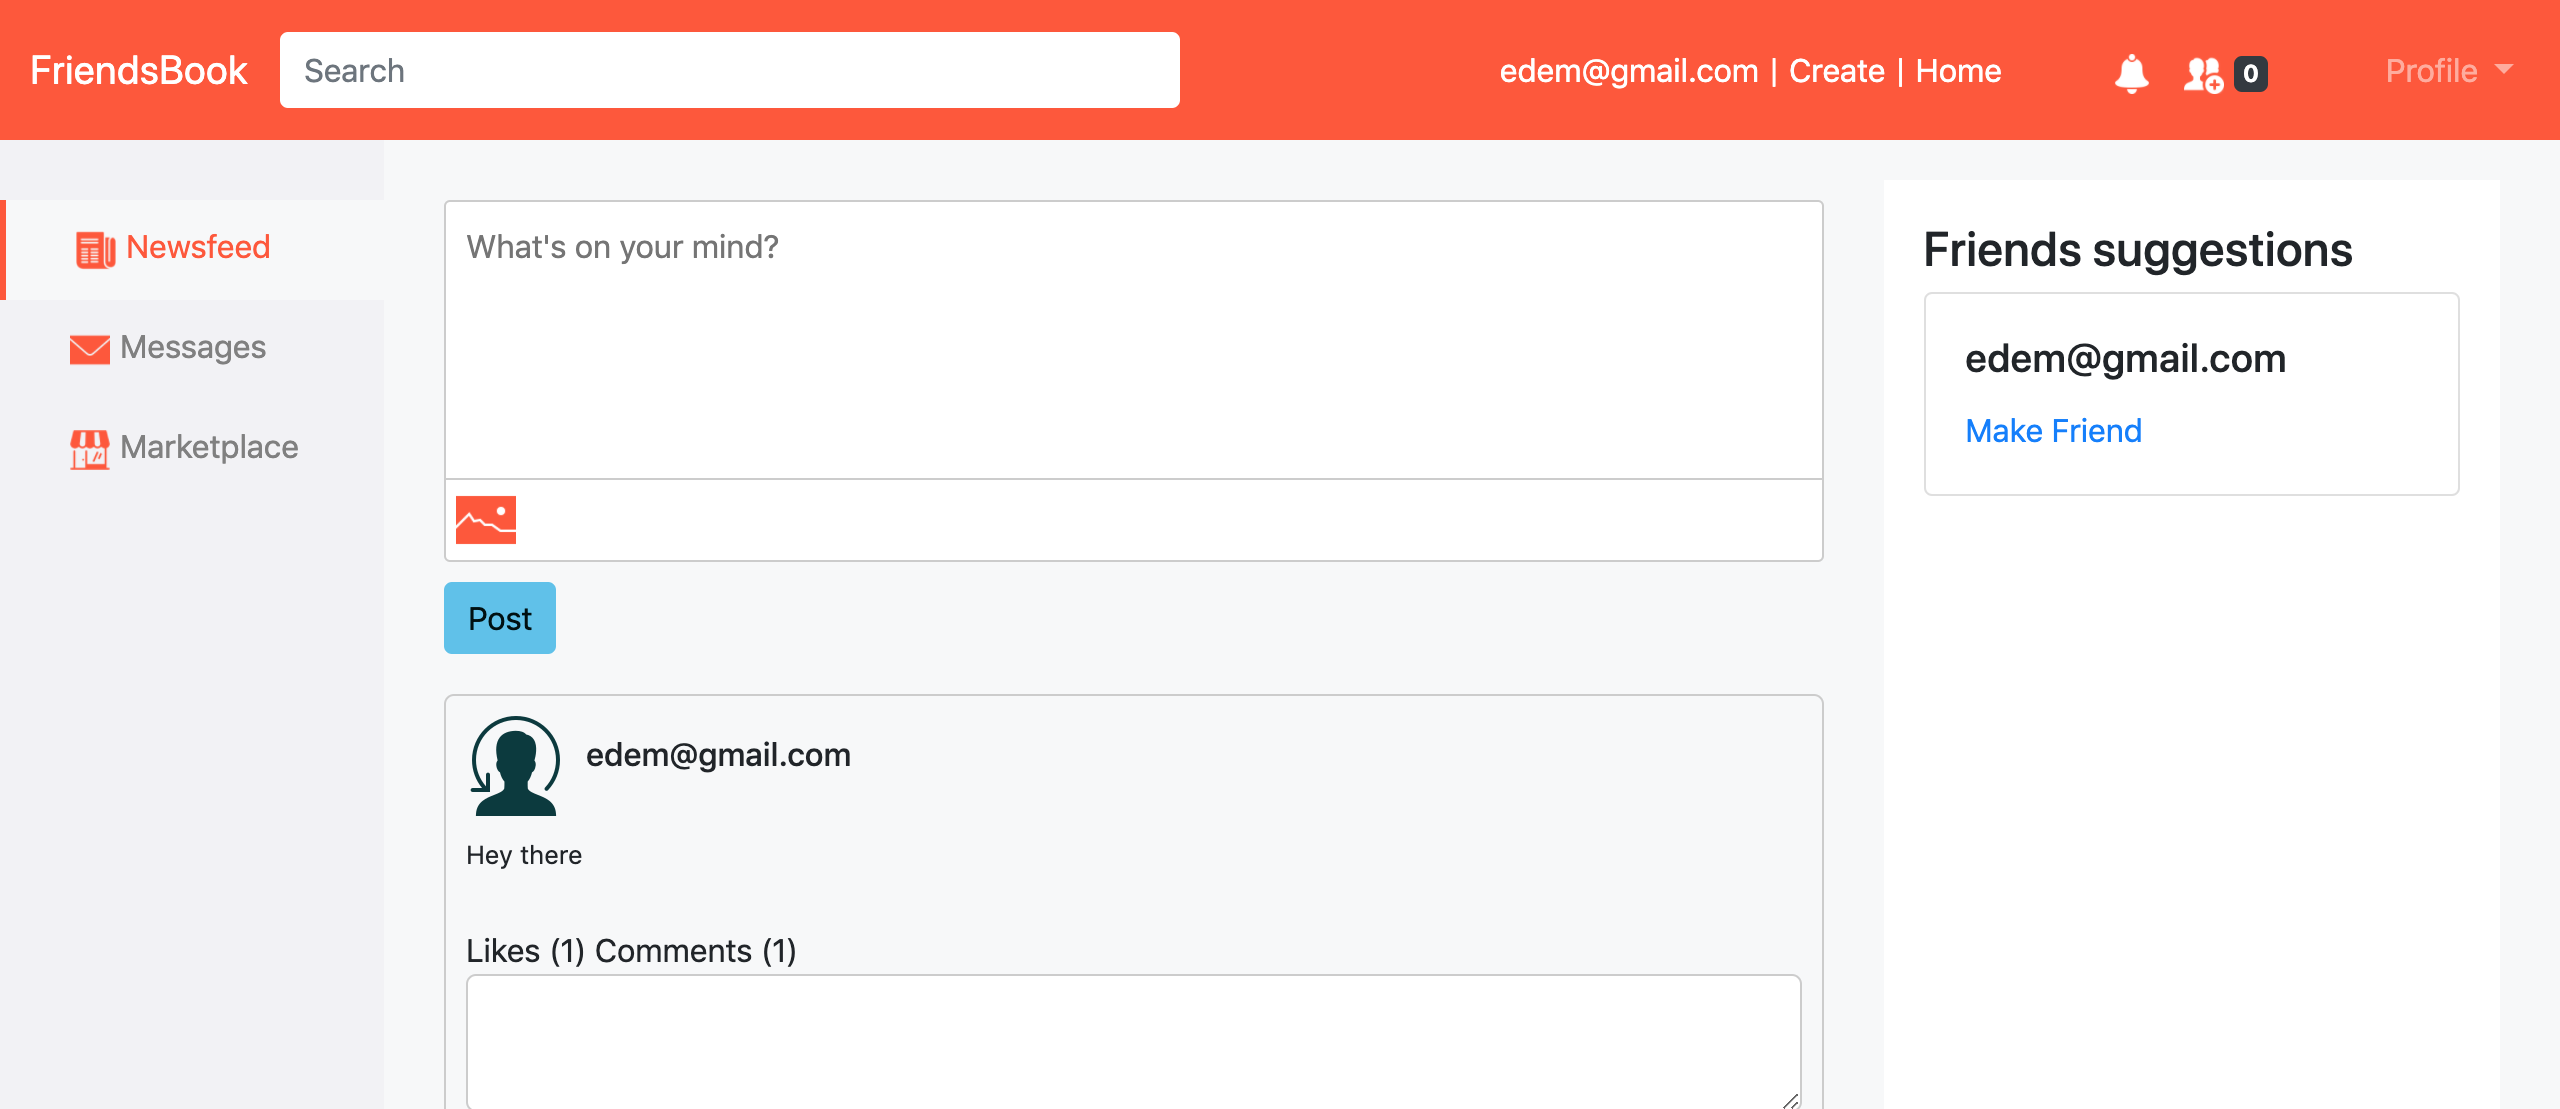 FriendsBook
Search
edem@gmail.com | Create | Home
0
Profile
Newsfeed
Messages
Marketplace
What's on your mind?
Post
edem@gmail.com
Hey there
Likes (1) Comments (1)
Friends suggestions
edem@gmail.com
Make Friend